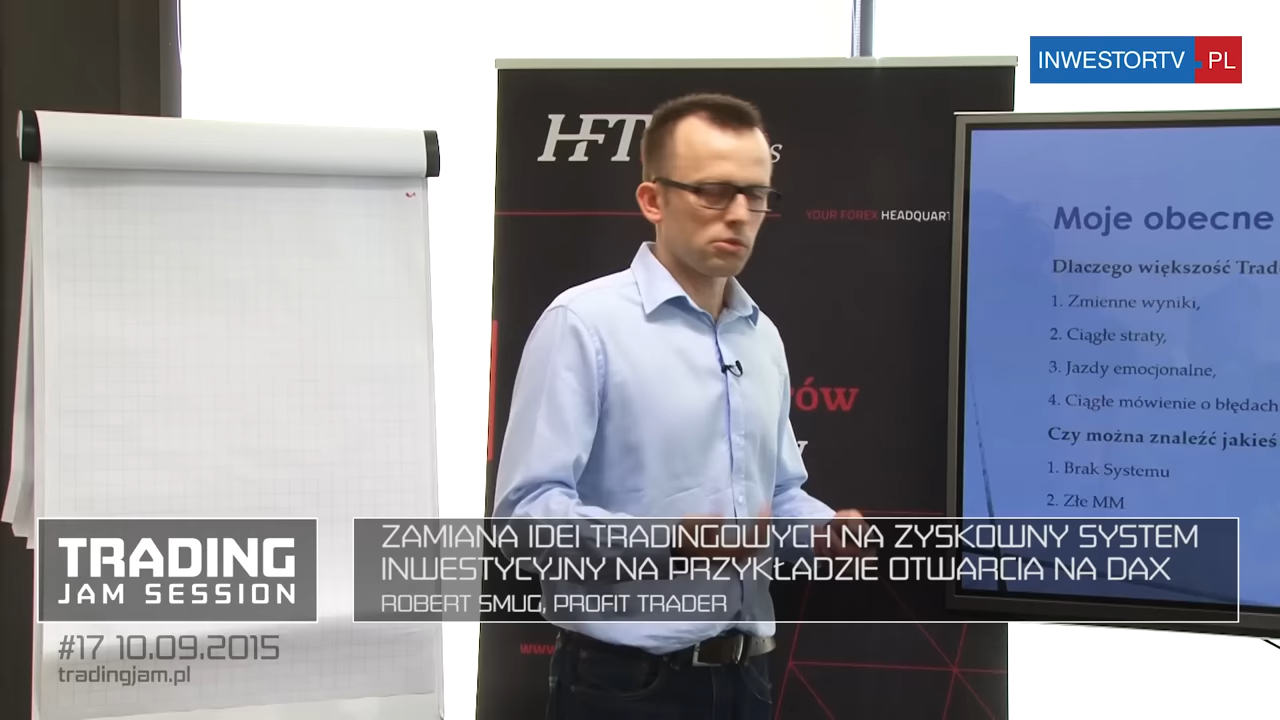 INWESTORTV.PL
HFT
s
YOUR FOREX HEADQUART
Moje obecne
Dlaczego większość Trad
1. Zmienne wyniki,
2. Ciągłe straty,
3. Jazdy emocjonalne,
4. Ciągłe mówienie o błędach
Czy można znaleźć jakieś
1. Brak Systemu
2. Złe MM
rów
w
TRADING
JAM SESSION
ZAMIANA IDEI TRADINGOWYCH NA ZYSKOWNY SYSTEM
INWESTYCYJNY NA PRZYKŁADZIE OTWARCIA NA DAX
ROBERT SMUG, PROFIT TRADER
#17 10.09.2015
tradingjam.pl
www